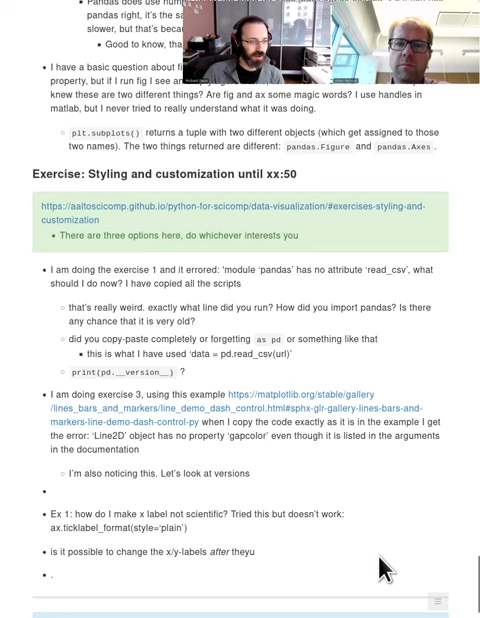 Pandas does use
pandas right, it's the
slower, but that's
Good to know,
I have a basic question about
property, but if I run fig I see an
knew these are two different things? Are fig and ax some magic words? I use handles in
matlab, but I never tried to really understand what it was doing.
plt.subplots() returns a tuple with two different objects (which get assigned to those
two names). The two things returned are different: pandas.Figure and pandas.Axes .
Exercise: Styling and customization until xx:50
https://aaltoscicomp.github.io/python-for-scicomp/data-visualization/#exercises-styling-and-
customization
There are three options here, do whichever interests you
I am doing the exercise 1 and it errored: 'module ‘pandas’ has no attribute ‘read_csv’, what
should I do now? I have copied all the scripts
that’s really weird. exactly what line did you run? How did you import pandas? Is there
any chance that it is very old?
did you copy-paste completely or forgetting as pd or something like that
this is what I have used ‘data = pd.read_csv(url)’
print(pd.__version__) ?
I am doing exercise 3, using this example https://matplotlib.org/stable/gallery
/lines_bars_and_markers/line_demo_dash_control.html#sphx-glr-gallery-lines-bars-and-
markers-line-demo-dash-control-py when I copy the code exactly as it is in the example I get
the error: ‘Line2D’ object has no property ‘gapcolor’ even though it is listed in the arguments
in the documentation
I’m also noticing this. Let’s look at versions
Ex 1: how do I make x label not scientific? Tried this but doesn’t work:
ax.ticklabel_format(style=‘plain’)
is it possible to change the x/y-labels after theyu
.